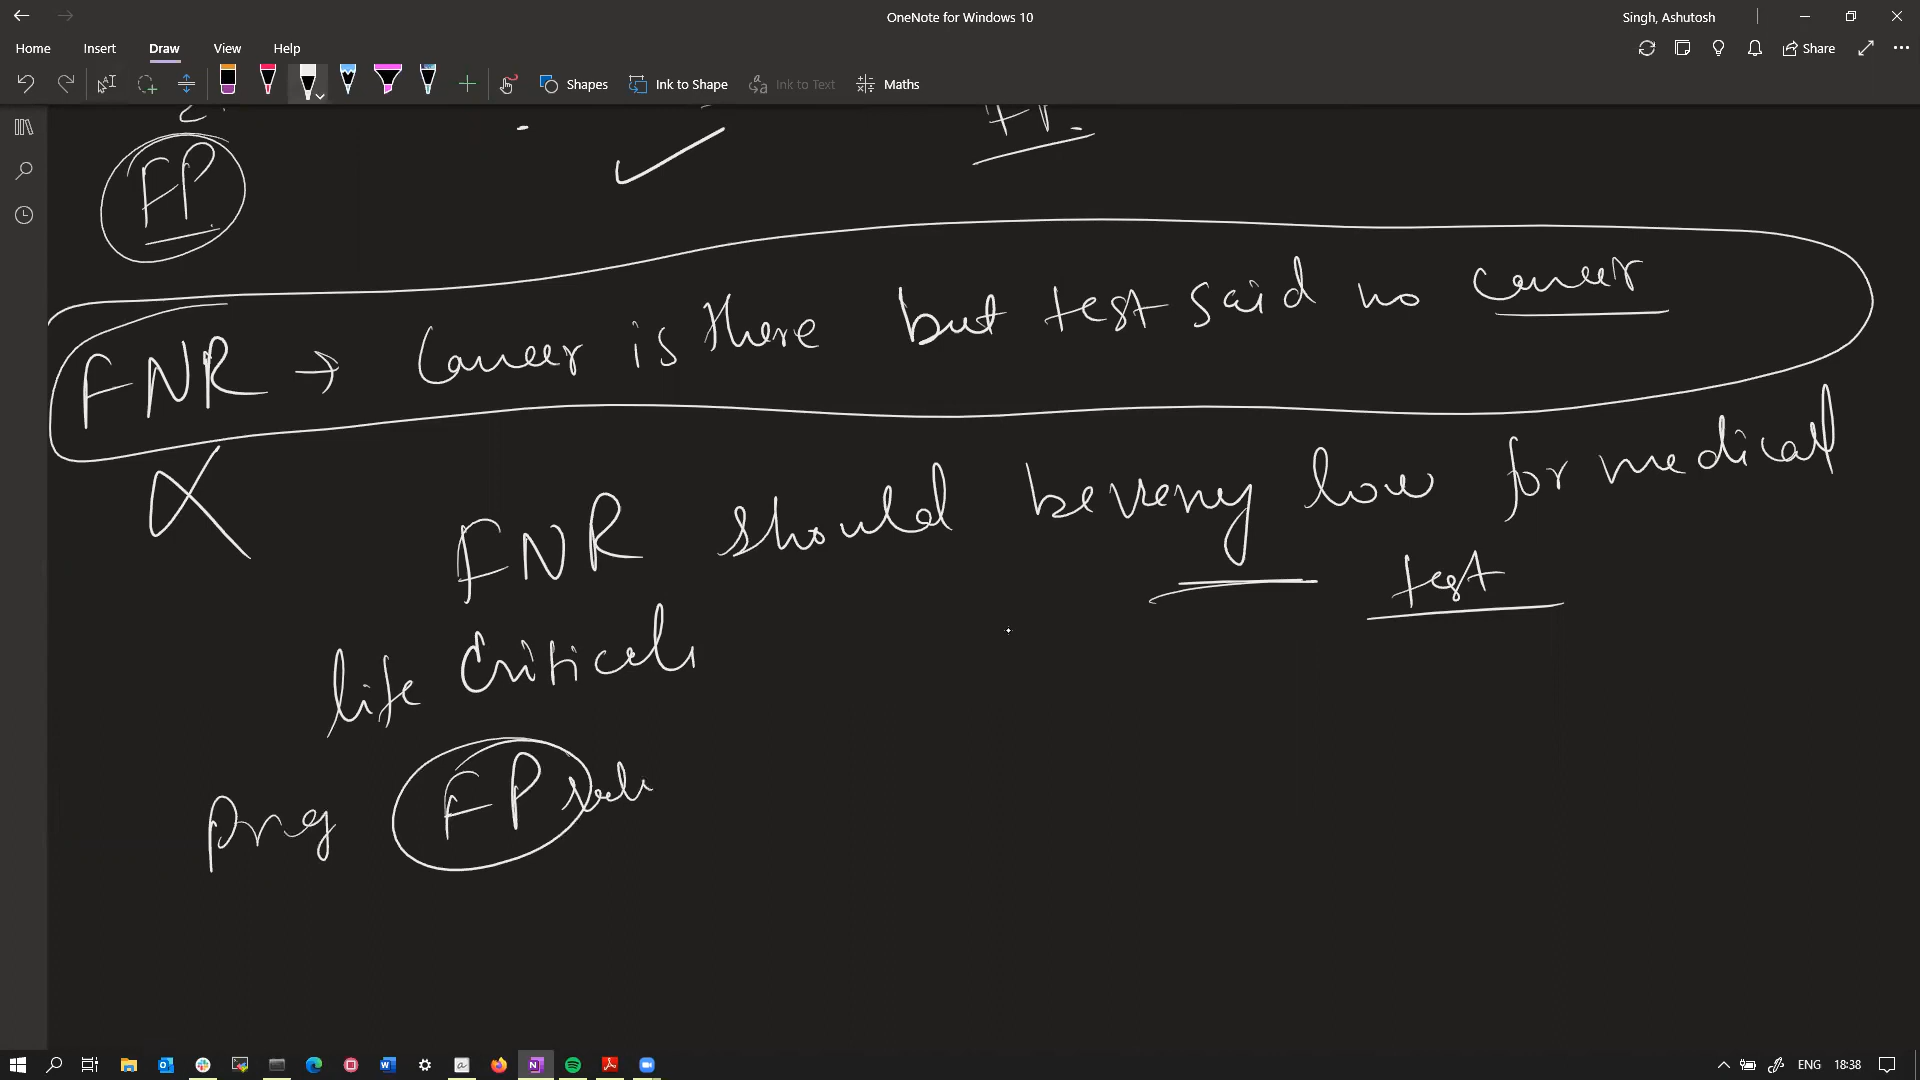 OneNote for Windows 10
Singh, Ashutosh
Home Insert Draw View Help
Share
Shapes Ink to Shape Ink to Text Maths
FP
FNR → Cancer is there but test said no cancer
FNR should be very low for medical
test
life critical
FP
ENG 18:38